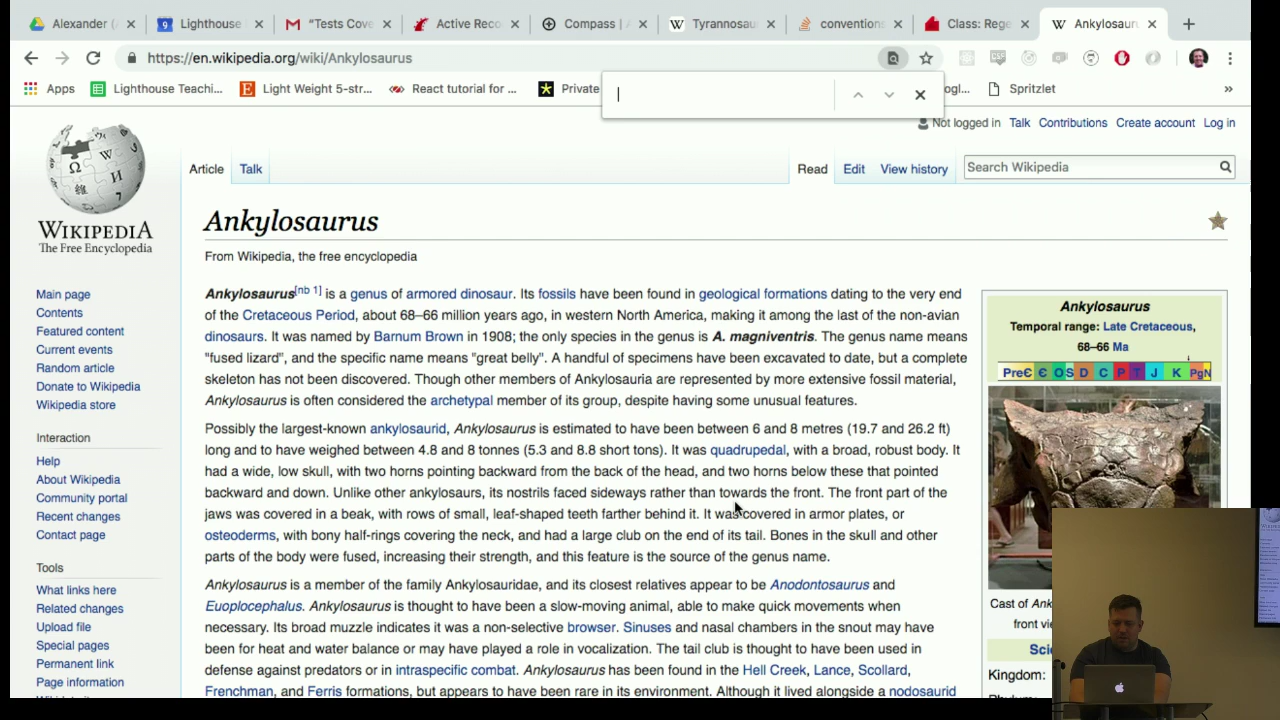 Alexander (
Lighthouse
"Tests Cove
Active Reco
Compass |
Tyrannosau
conventions
Class: Rege
Ankylosauru
https://en.wikipedia.org/wiki/Ankylosaurus
Apps
Lighthouse Teachi...
Light Weight 5-str...
React tutorial for ...
Private
ogl...
Spritzlet
»
Not logged in Talk Contributions Create account Log in
Article Talk
Read Edit View history
Search Wikipedia
WIKIPEDIA
The Free Encyclopedia
Main page
Contents
Featured content
Current events
Random article
Donate to Wikipedia
Wikipedia store
Interaction
Help
About Wikipedia
Community portal
Recent changes
Contact page
Tools
What links here
Related changes
Upload file
Special pages
Permanent link
Page information
Ankylosaurus
From Wikipedia, the free encyclopedia
Ankylosaurus[nb 1] is a genus of armored dinosaur. Its fossils have been found in geological formations dating to the very end
of the Cretaceous Period, about 68–66 million years ago, in western North America, making it among the last of the non-avian
dinosaurs. It was named by Barnum Brown in 1908; the only species in the genus is A. magniventris. The genus name means
"fused lizard", and the specific name means "great belly". A handful of specimens have been excavated to date, but a complete
skeleton has not been discovered. Though other members of Ankylosauria are represented by more extensive fossil material,
Ankylosaurus is often considered the archetypal member of its group, despite having some unusual features.
Possibly the largest-known ankylosaurid, Ankylosaurus is estimated to have been between 6 and 8 metres (19.7 and 26.2 ft)
long and to have weighed between 4.8 and 8 tonnes (5.3 and 8.8 short tons). It was quadrupedal, with a broad, robust body. It
had a wide, low skull, with two horns pointing backward from the back of the head, and two horns below these that pointed
backward and down. Unlike other ankylosaurs, its nostrils faced sideways rather than towards the front. The front part of the
jaws was covered in a beak, with rows of small, leaf-shaped teeth farther behind it. It was covered in armor plates, or
osteoderms, with bony half-rings covering the neck, and had a large club on the end of its tail. Bones in the skull and other
parts of the body were fused, increasing their strength, and this feature is the source of the genus name.
Ankylosaurus is a member of the family Ankylosauridae, and its closest relatives appear to be Anodontosaurus and
Euoplocephalus. Ankylosaurus is thought to have been a slow-moving animal, able to make quick movements when
necessary. Its broad muzzle indicates it was a non-selective browser. Sinuses and nasal chambers in the snout may have
been for heat and water balance or may have played a role in vocalization. The tail club is thought to have been used in
defense against predators or in intraspecific combat. Ankylosaurus has been found in the Hell Creek, Lance, Scollard,
Frenchman, and Ferris formations, but appears to have been rare in its environment. Although it lived alongside a nodosaurid
Ankylosaurus
Temporal range: Late Cretaceous,
68–66 Ma
PreЄ Є O S D C P T J K PgN
Cast of Ank
front vie
Scie
Kingdom: